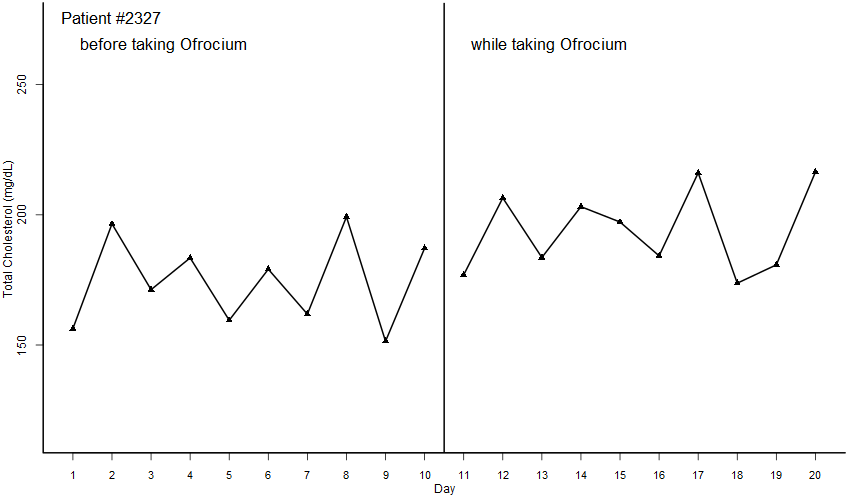 Patient #2327
before taking Ofrocium
while taking Ofrocium
Total Cholesterol (mg/dL)
250
200
150
1 2 3 4 5 6 7 8 9 10 11 12 13 14 15 16 17 18 19 20
Day